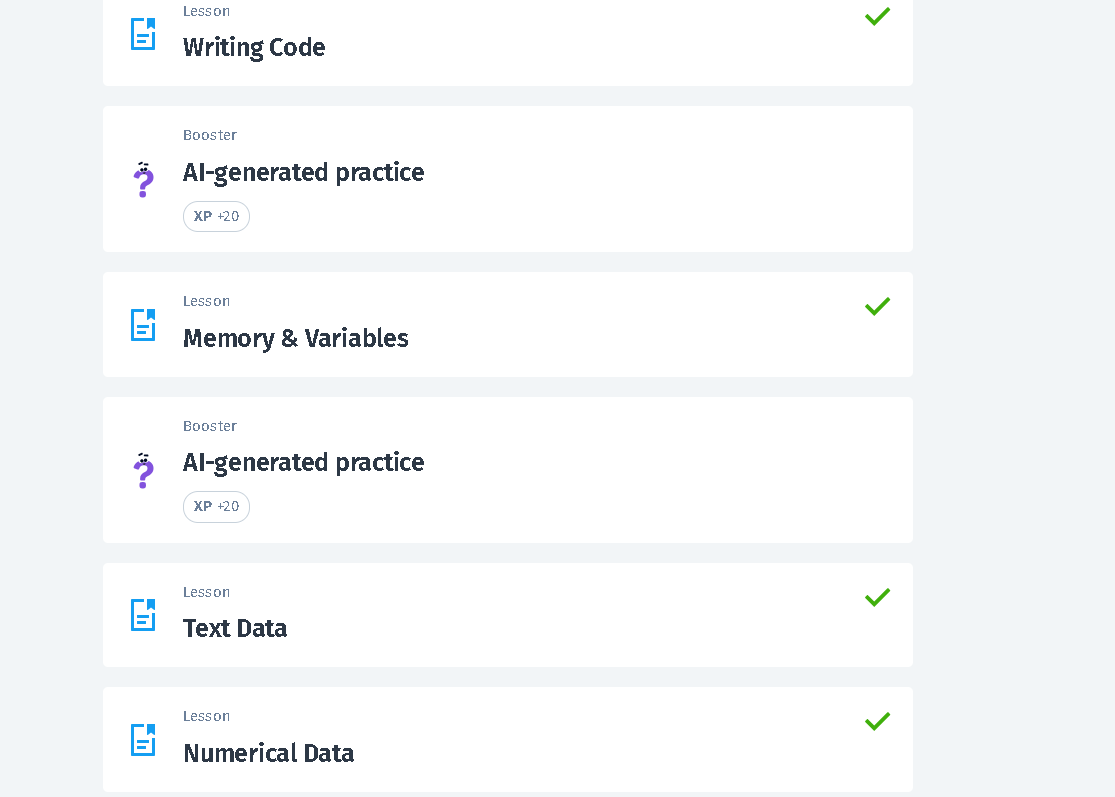 Lesson
Writing Code
Booster
AI-generated practice
XP +20
Lesson
Memory & Variables
Booster
AI-generated practice
XP +20
Lesson
Text Data
Lesson
Numerical Data